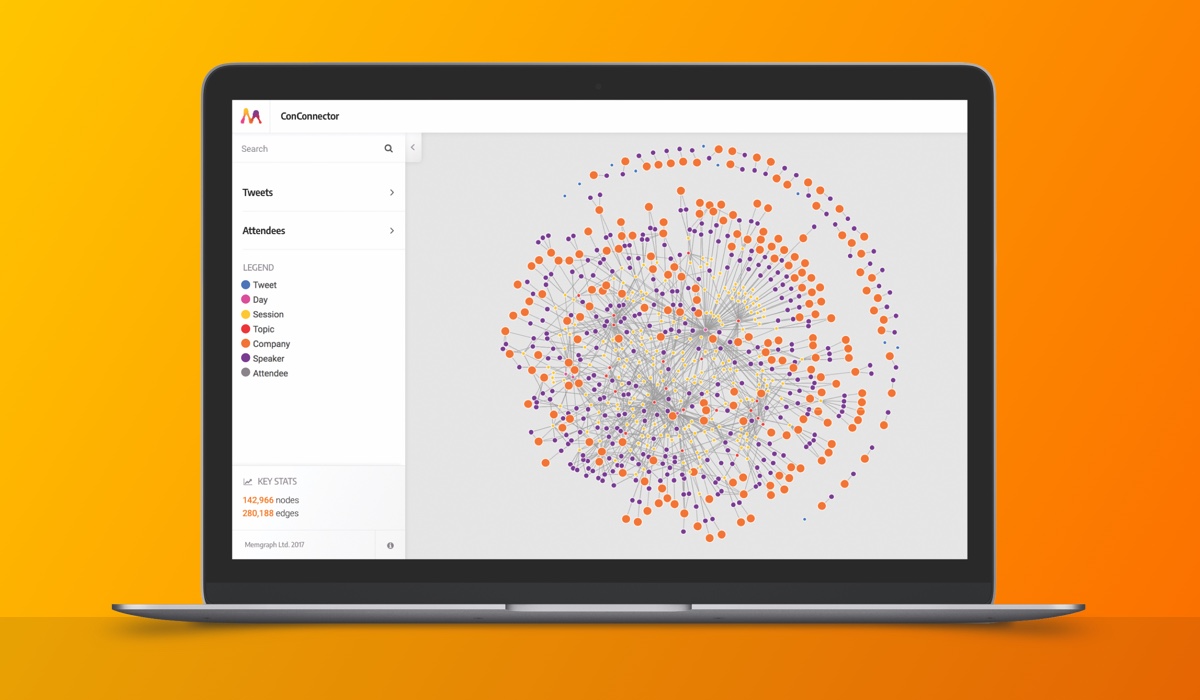 ConConnector
Search
Tweets
Attendees
LEGEND
Tweet
Day
Session
Topic
Company
Speaker
Attendee
KEY STATS
142,966 nodes
280,188 edges
Memgraph Ltd. 2017